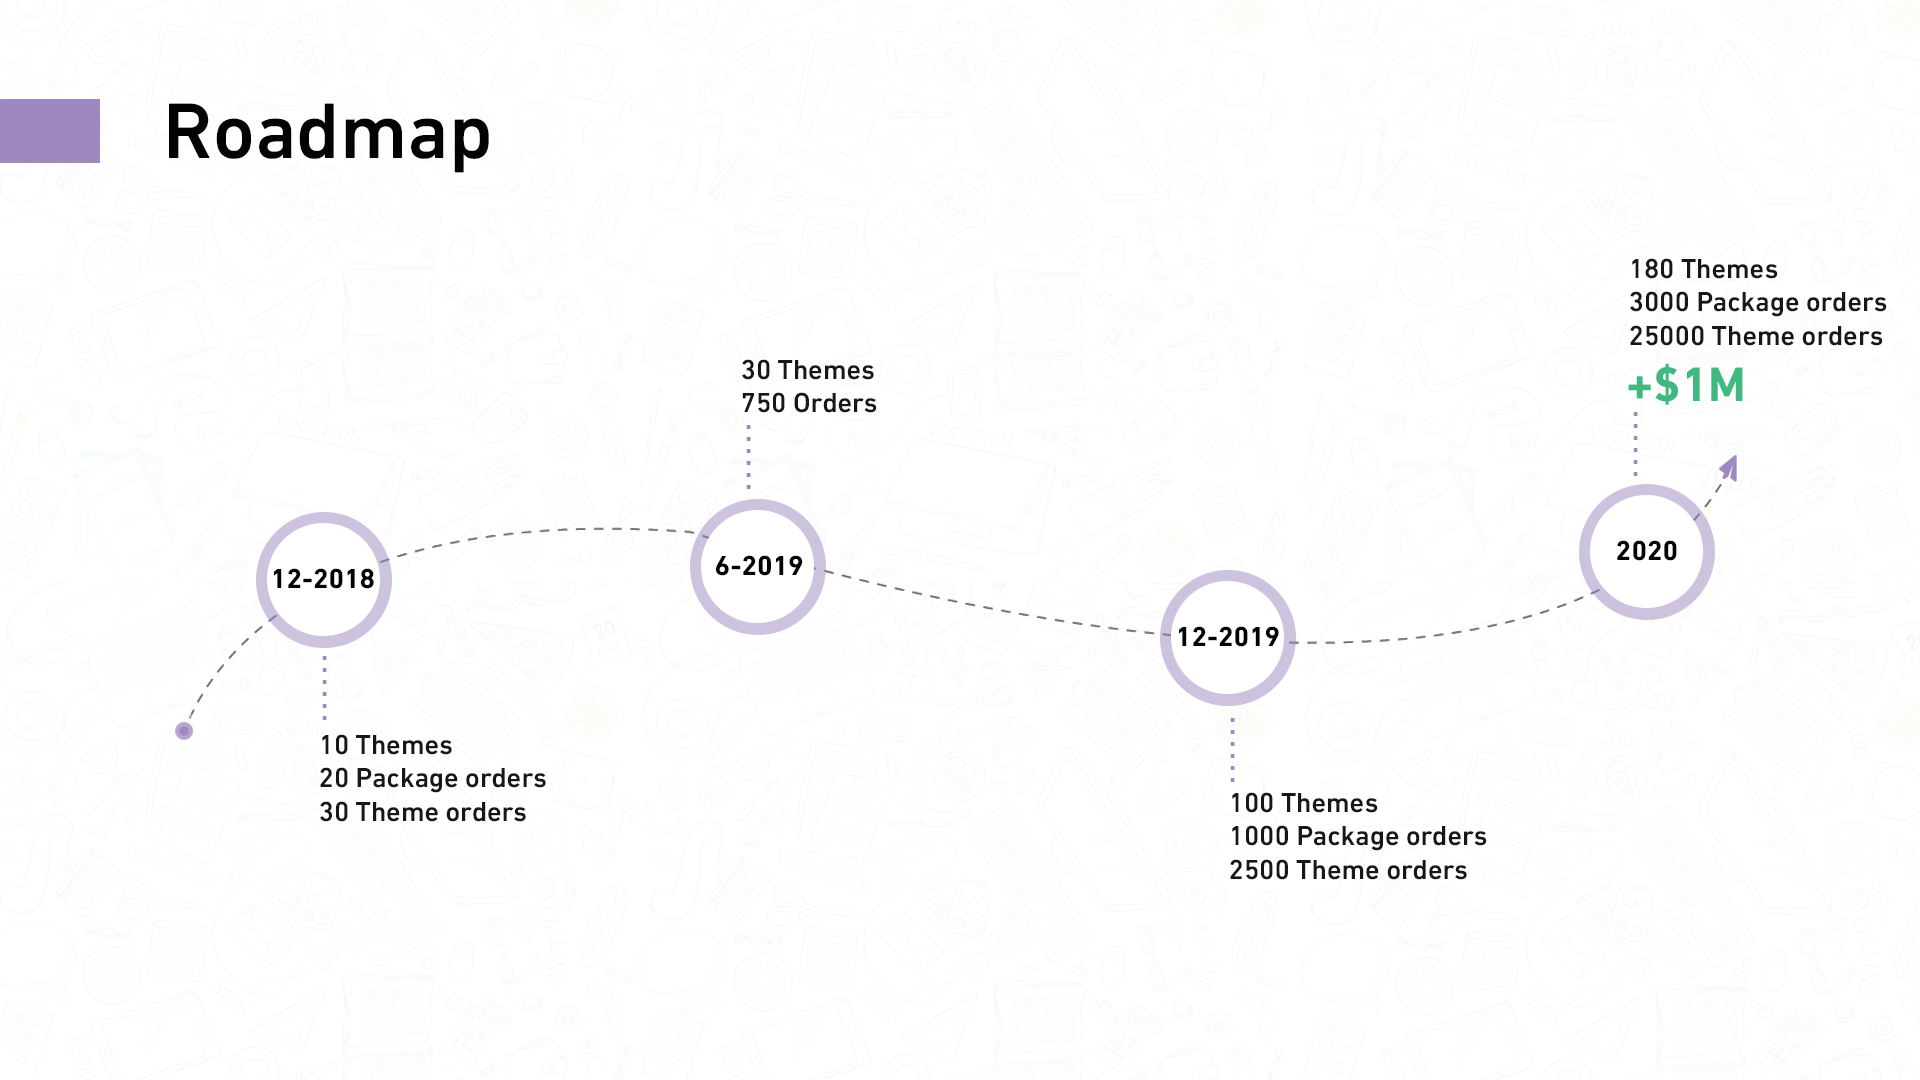 Roadmap
12-2018
10 Themes
20 Package orders
30 Theme orders
30 Themes
750 Orders
6-2019
12-2019
100 Themes
1000 Package orders
2500 Theme orders
180 Themes
3000 Package orders
25000 Theme orders
+$1M
2020